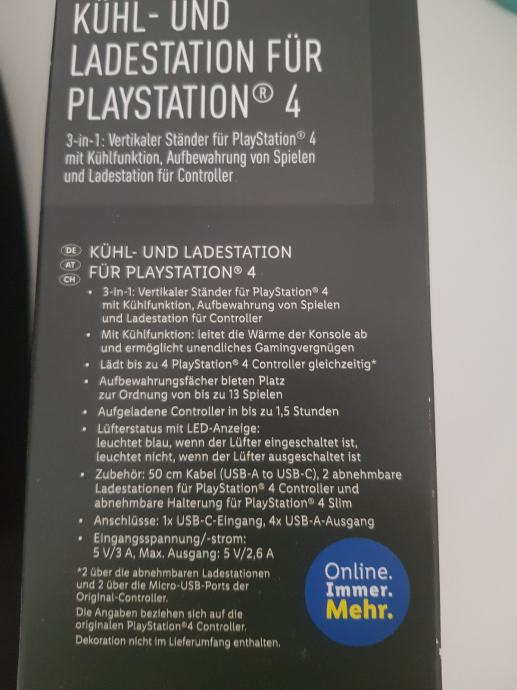 KÜHL- UND
LADESTATION FÜR
PLAYSTATION® 4
3-in-1: Vertikaler Ständer für PlayStation® 4
mit Kühlfunktion, Aufbewahrung von Spielen
und Ladestation für Controller
DE KÜHL- UND LADESTATION
AT FÜR PLAYSTATION® 4
CH
• 3-in-1: Vertikaler Ständer für PlayStation® 4
mit Kühlfunktion, Aufbewahrung von Spielen
und Ladestation für Controller
• Mit Kühlfunktion: leitet die Wärme der Konsole ab
und ermöglicht unendliches Gamingvergnügen
• Lädt bis zu 4 PlayStation® 4 Controller gleichzeitig*
• Aufbewahrungsfächer bieten Platz
zur Ordnung von bis zu 13 Spielen
• Aufgeladene Controller in bis zu 1,5 Stunden
• Lüfterstatus mit LED-Anzeige:
leuchtet blau, wenn der Lüfter eingeschaltet ist,
leuchtet nicht, wenn der Lüfter ausgeschaltet ist
• Zubehör: 50 cm Kabel (USB-A to USB-C), 2 abnehmbare
Ladestationen für PlayStation® 4 Controller und
abnehmbare Halterung für PlayStation® 4 Slim
• Anschlüsse: 1x USB-C-Eingang, 4x USB-A-Ausgang
• Eingangsspannung/-strom:
5 V/3 A, Max. Ausgang: 5 V/2,6 A
*2 über die abnehmbaren Ladestationen
und 2 über die Micro-USB-Ports der
Original-Controller.
Die Angaben beziehen sich auf die
originalen PlayStation®4 Controller.
Dekoration nicht im Lieferumfang enthalten.
Online.
Immer.
Mehr.